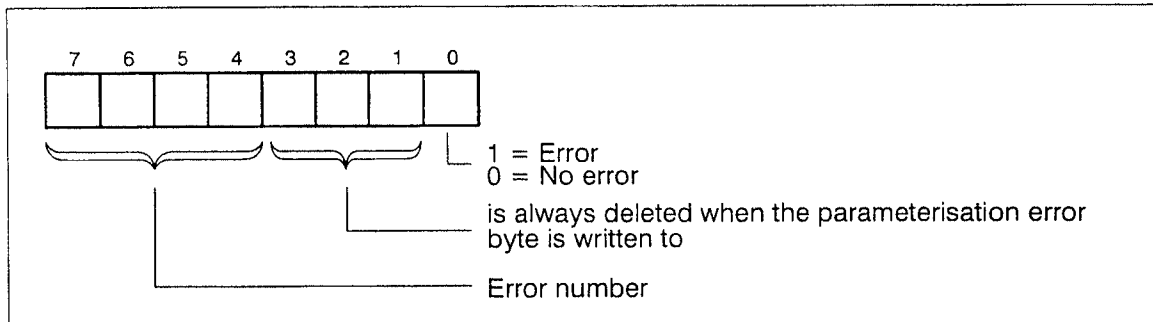 7 6 5 4 3 2 1 0
1 = Error
0 = No error
is always deleted when the parameterisation error
byte is written to
Error number